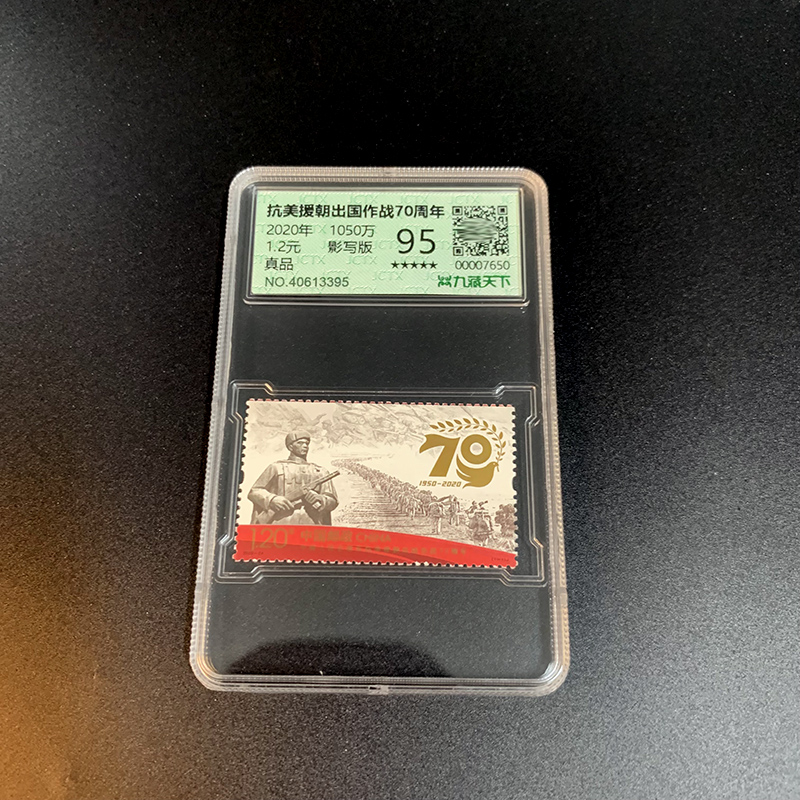 抗美援朝出国作战70周年
2020年 1050万
1.2元 影写版
95
真品
★★★★★
00007650
NO.40613395
九藏天下
JCTX
70
1950-2020
120
中国邮政 CHINA